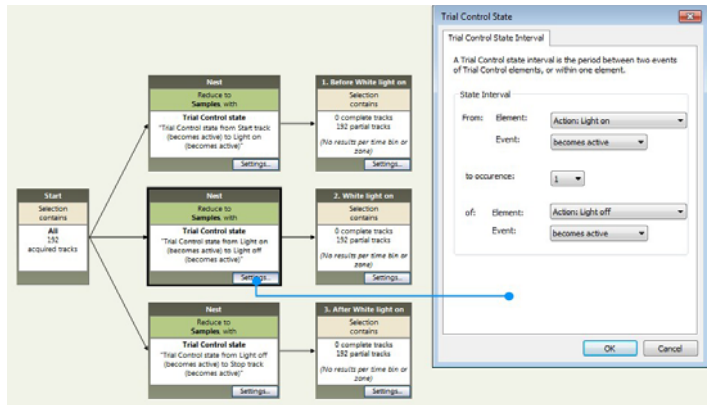 Start
Selection
contains
All
192
acquired tracks
Nest
Reduce to
Samples, with
Trial Control state
"Trial Control state from Start track
(becomes active) to Light on
(becomes active)"
Settings...
1. Before White light on
Selection
contains
0 complete tracks
192 partial tracks
(No results per time bin or
zone)
Nest
Reduce to
Samples, with
Trial Control state
"Trial Control state from Light on
(becomes active) to Light off
(becomes active)"
Settings...
2. White light on
Selection
contains
0 complete tracks
192 partial tracks
(No results per time bin or
zone)
Settings...
Nest
Reduce to
Samples, with
Trial Control state
"Trial Control state from Light off
(becomes active) to Stop track
(becomes active)"
Settings...
3. After White light on
Selection
contains
0 complete tracks
192 partial tracks
(No results per time bin or
zone)
Settings...
Trial Control State
Trial Control State Interval
A Trial Control state interval is the period between two events
of Trial Control elements, or within one element.
State Interval
From: Element: Action: Light on
Event: becomes active
to occurence: 1
of: Element: Action: Light off
Event: becomes active
OK Cancel